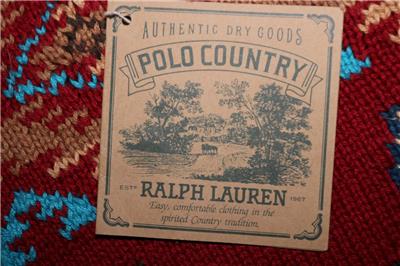 AUTHENTIC DRY GOODS
POLO COUNTRY
ESTD RALPH LAUREN 1967
Easy, comfortable clothing in the
spirited Country tradition.